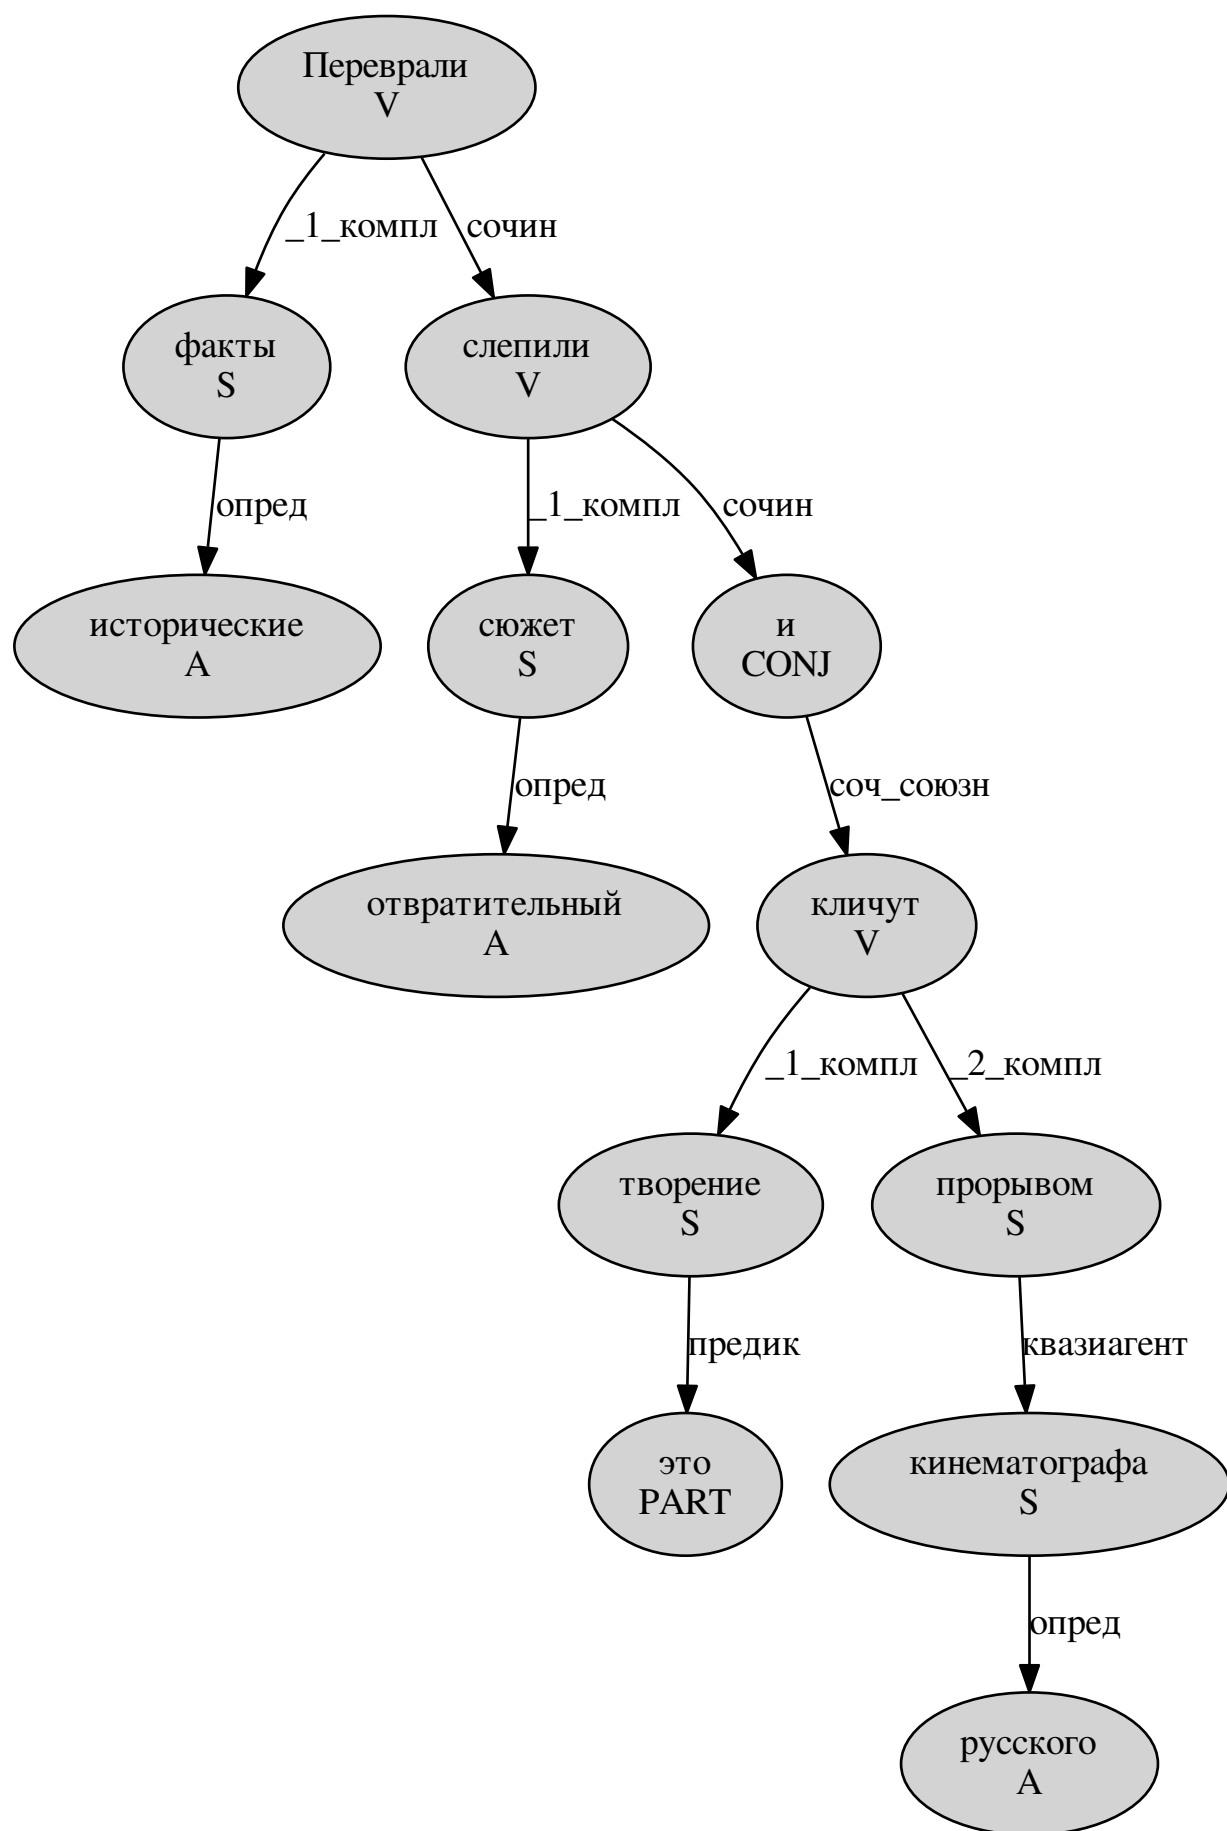 Переврали
V
_1_компл
сочин
факты
S
слепили
V
опред
_1_компл
сочин
исторические
A
сюжет
S
и
CONJ
опред
соч_союзн
отвратительный
A
кличут
V
_1_компл
_2_компл
творение
S
прорывом
S
предик
квазиагент
это
PART
кинематографа
S
опред
русского
A